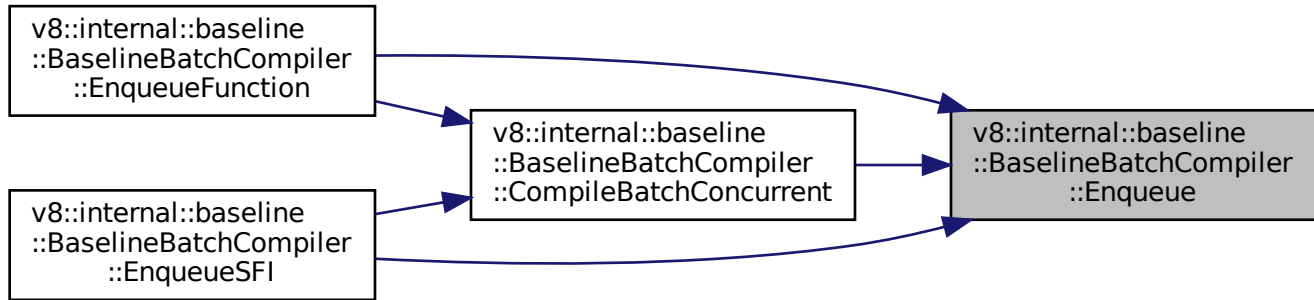 v8::internal::baseline
::BaselineBatchCompiler
::EnqueueFunction
v8::internal::baseline
::BaselineBatchCompiler
::CompileBatchConcurrent
v8::internal::baseline
::BaselineBatchCompiler
::Enqueue
v8::internal::baseline
::BaselineBatchCompiler
::EnqueueSFI